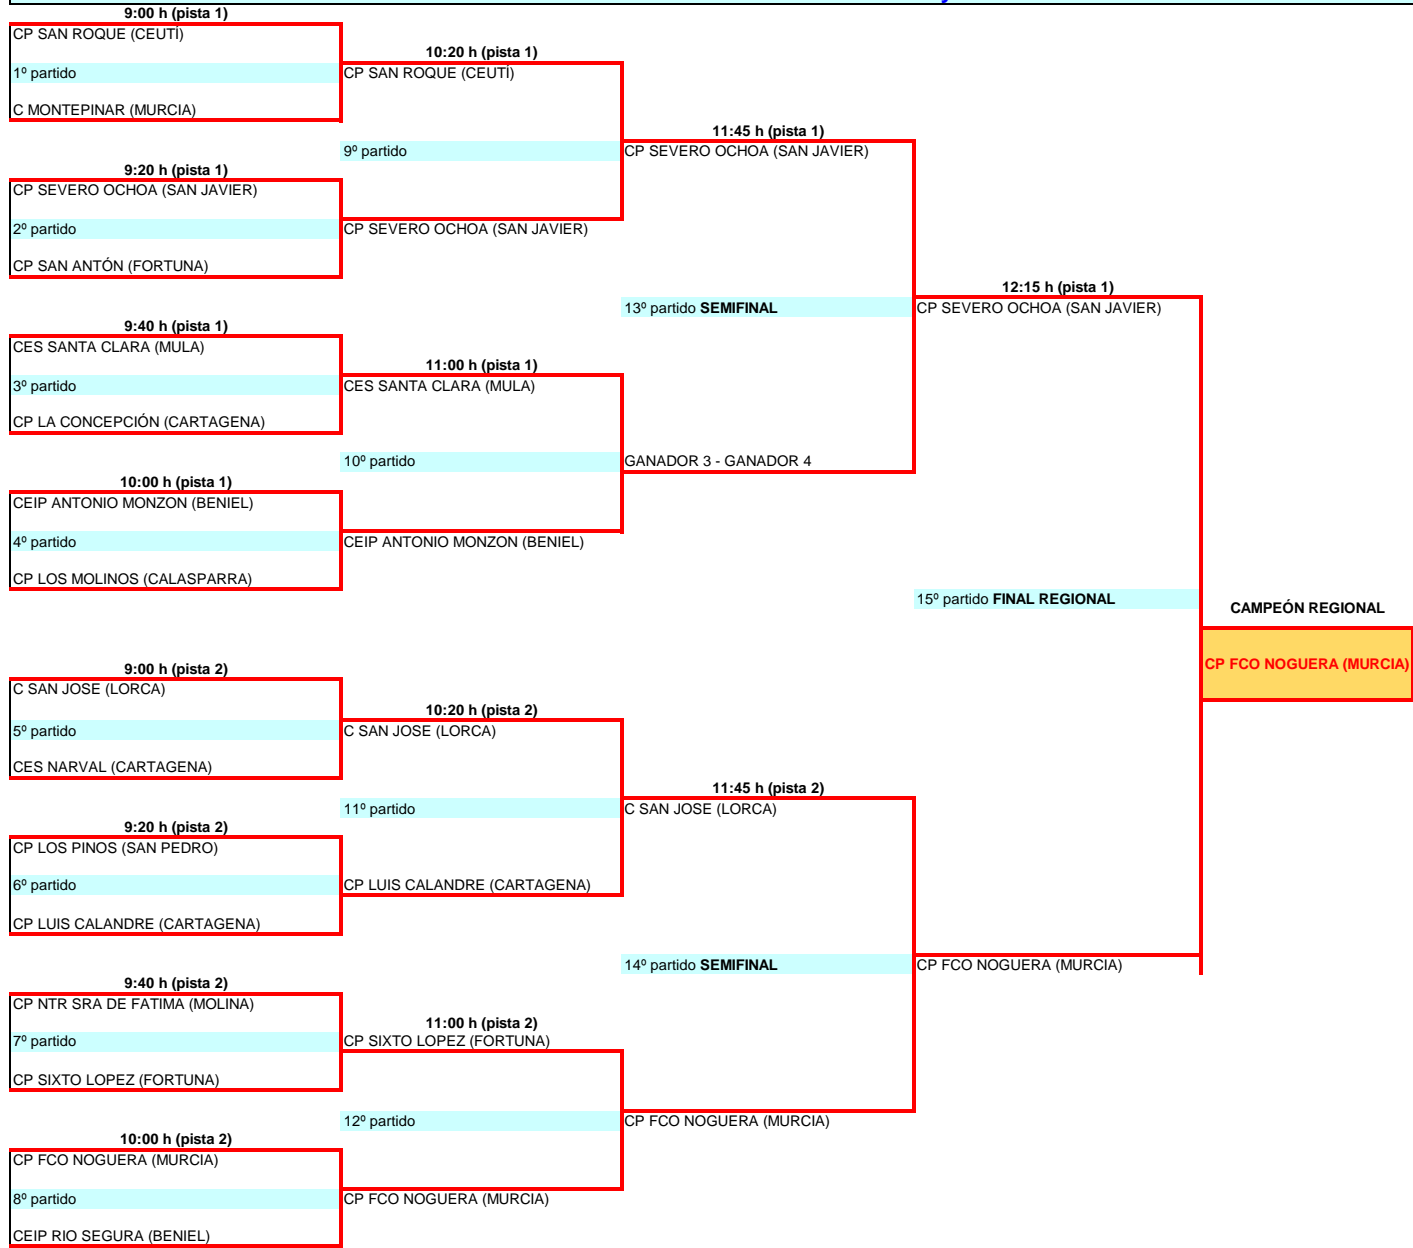 9:00 h (pista 1)
CP SAN ROQUE (CEUTÍ)
1º partido
C MONTEPINAR (MURCIA)
9:20 h (pista 1)
CP SEVERO OCHOA (SAN JAVIER)
2º partido
CP SAN ANTÓN (FORTUNA)
9:40 h (pista 1)
CES SANTA CLARA (MULA)
3º partido
CP LA CONCEPCIÓN (CARTAGENA)
10:00 h (pista 1)
CEIP ANTONIO MONZON (BENIEL)
4º partido
CP LOS MOLINOS (CALASPARRA)
9:00 h (pista 2)
C SAN JOSE (LORCA)
5º partido
CES NARVAL (CARTAGENA)
9:20 h (pista 2)
CP LOS PINOS (SAN PEDRO)
6º partido
CP LUIS CALANDRE (CARTAGENA)
9:40 h (pista 2)
CP NTR SRA DE FATIMA (MOLINA)
7º partido
CP SIXTO LOPEZ (FORTUNA)
10:00 h (pista 2)
CP FCO NOGUERA (MURCIA)
8º partido
CEIP RIO SEGURA (BENIEL)
10:20 h (pista 1)
CP SAN ROQUE (CEUTÍ)
9º partido
CP SEVERO OCHOA (SAN JAVIER)
11:00 h (pista 1)
CES SANTA CLARA (MULA)
10º partido
CEIP ANTONIO MONZON (BENIEL)
10:20 h (pista 2)
C SAN JOSE (LORCA)
11º partido
CP LUIS CALANDRE (CARTAGENA)
11:00 h (pista 2)
CP SIXTO LOPEZ (FORTUNA)
12º partido
CP FCO NOGUERA (MURCIA)
11:45 h (pista 1)
CP SEVERO OCHOA (SAN JAVIER)
13º partido SEMIFINAL
GANADOR 3 - GANADOR 4
11:45 h (pista 2)
C SAN JOSE (LORCA)
14º partido SEMIFINAL
CP FCO NOGUERA (MURCIA)
12:15 h (pista 1)
CP SEVERO OCHOA (SAN JAVIER)
15º partido FINAL REGIONAL
CP FCO NOGUERA (MURCIA)
CAMPEÓN REGIONAL
CP FCO NOGUERA (MURCIA)